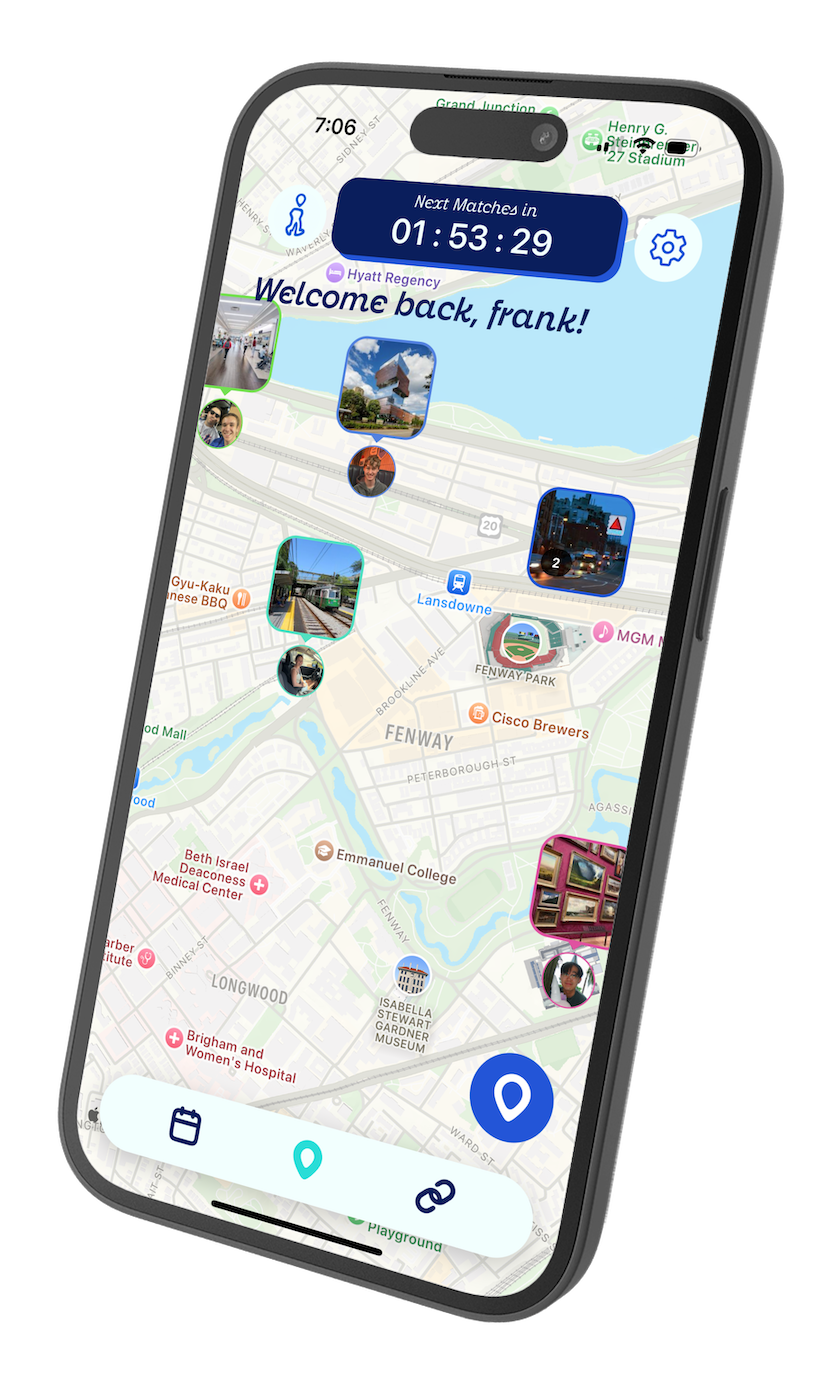 Grand Junction
7:06
SIDNEY ST
Henry G.
Steinbrenner
27 Stadium
HENRY S
WAVERLY
Next Matches in
01 : 53 : 29
Hyatt Regency
Welcome back, frank!
20
2
Gyu-Kaku
nese BBQ
Lansdowne
MGM
FENWAY PARK
BROOKLINE AVE
Cisco Brewers
FENWAY
od Mall
PETERBOROUGH ST
ood
AGASSI
Beth Israel
Deaconess
Medical Center
Emmanuel College
FENWAY
arber
titute
BINNEY ST
LONGWOOD
ISABELLA
STEWART
GARDNER
MUSEUM
Brigham and
Women's Hospital
WARD ST
AIT ST
Playground